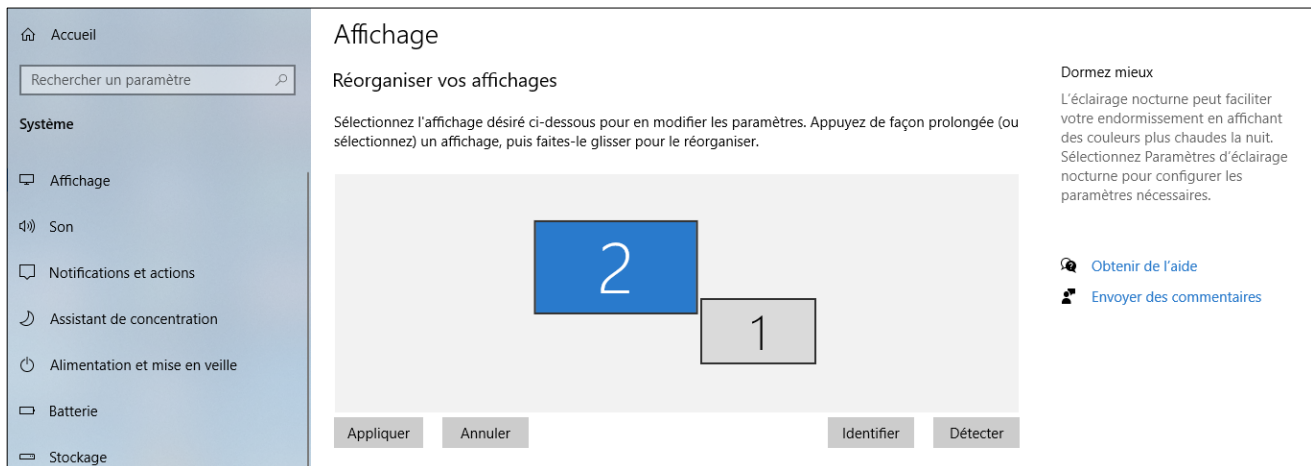 Accueil
Rechercher un paramètre
Système
Affichage
Son
Notifications et actions
Assistant de concentration
Alimentation et mise en veille
Batterie
Stockage
Affichage
Réorganiser vos affichages
Sélectionnez l'affichage désiré ci-dessous pour en modifier les paramètres. Appuyez de façon prolongée (ou
sélectionnez) un affichage, puis faites-le glisser pour le réorganiser.
2
1
Appliquer
Annuler
Identifier
Détecter
Dormez mieux
L'éclairage nocturne peut faciliter
votre endormissement en affichant
des couleurs plus chaudes la nuit.
Sélectionnez Paramètres d'éclairage
nocturne pour configurer les
paramètres nécessaires.
Obtenir de l'aide
Envoyer des commentaires